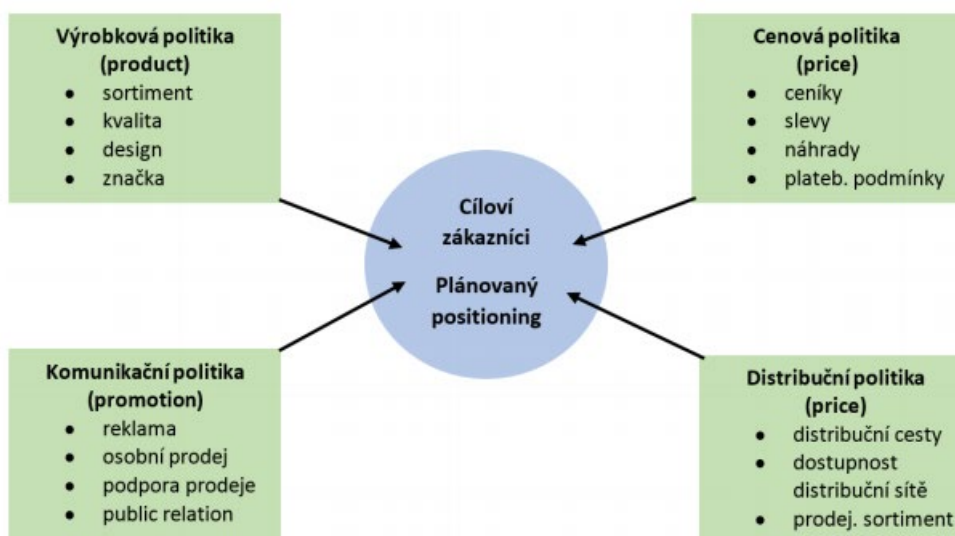 Výrobková politika
(product)
• sortiment
• kvalita
• design
• značka
Cenová politika
(price)
• ceníky
• slevy
• náhrady
• plateb. podmínky
Cíloví
zákazníci
Plánovaný
positioning
Komunikační politika
(promotion)
• reklama
• osobní prodej
• podpora prodeje
• public relation
Distribuční politika
(price)
• distribuční cesty
• dostupnost
distribuční sítě
• prodej. sortiment